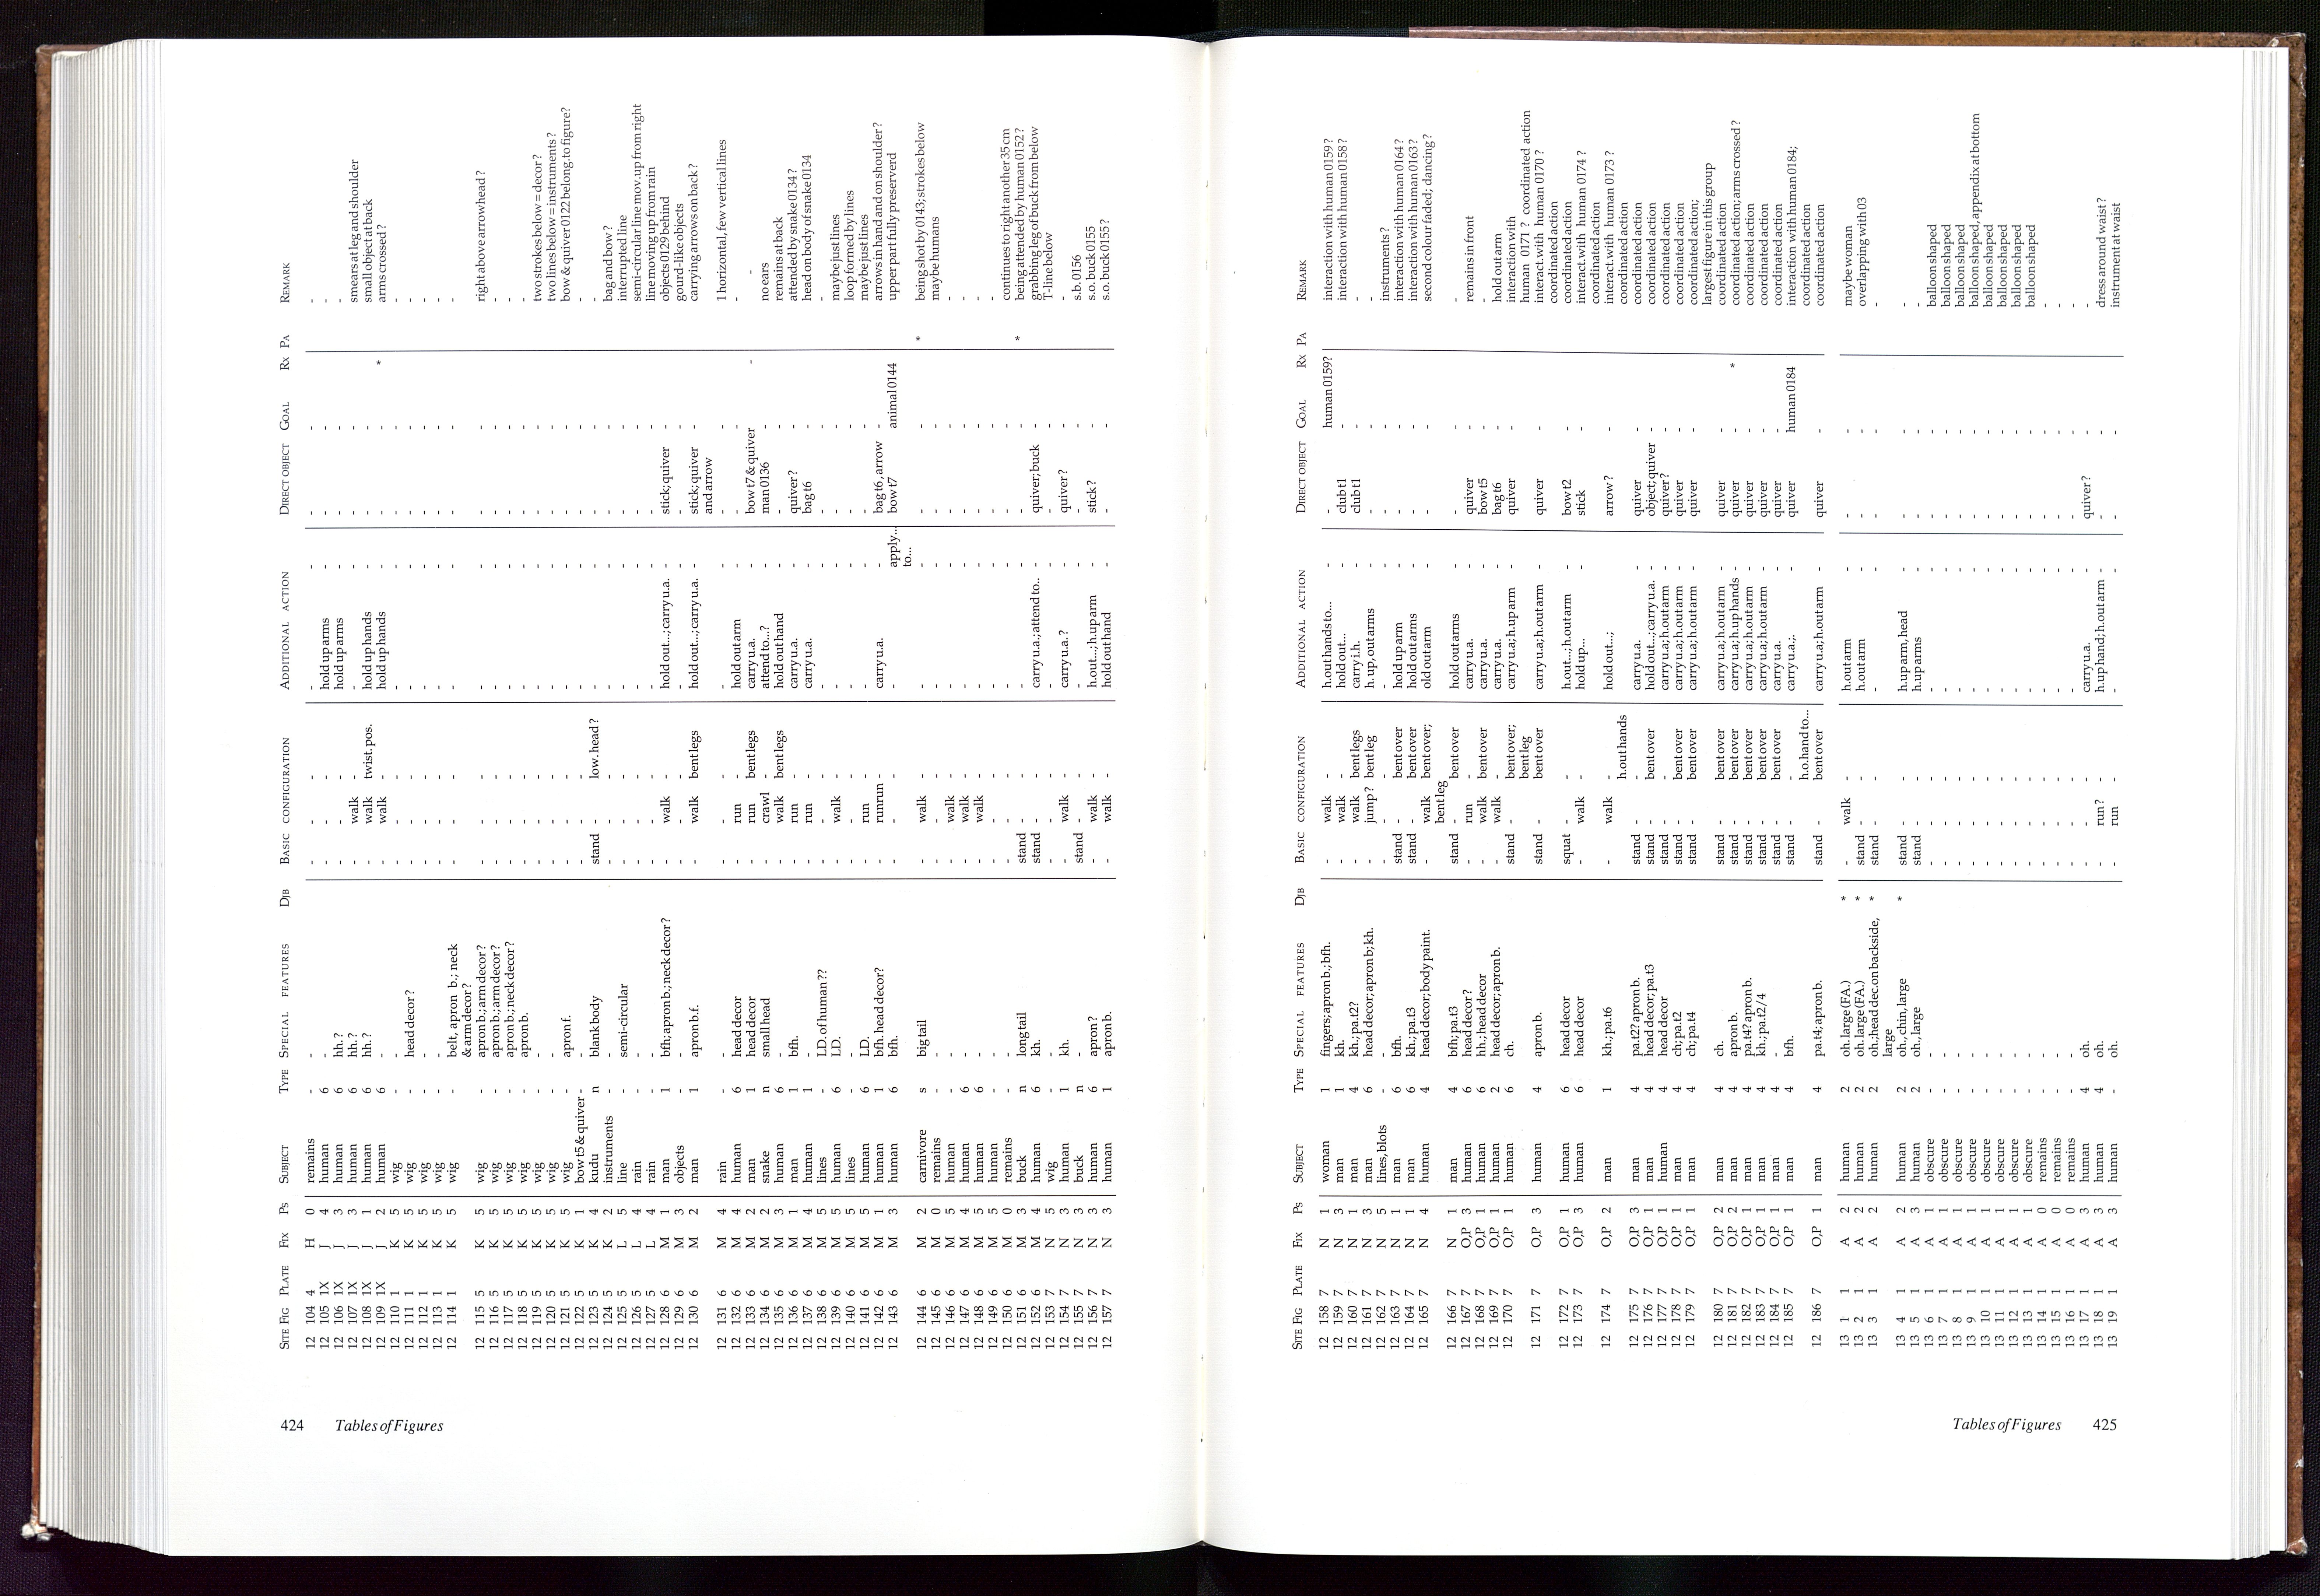 424 Tables of Figures
SITE FIG PLATE FIX PS SUBJECT TYPE SPECIAL FEATURES DJB BASIC CONFIGURATION ADDITIONAL ACTION DIRECT OBJECT GOAL RX PA REMARK
12 104 4 H 0 remains - - - - - - - - - -
12 105 1X J 4 human 6 - - - - hold up arms - - - -
12 106 1X J 3 human 6 hh.? - - - hold up arms - - - -
12 107 1X J 3 human 6 hh.? - walk - - - - - smears at leg and shoulder
12 108 1X J 1 human 6 hh.? - walk twist. pos. hold up hands - - - small object at back
12 109 1X J 2 human 6 - - walk - hold up hands - - - * arms crossed?
12 110 1 K 5 wig - - - - - - - - - -
12 111 1 K 5 wig - head decor? - - - - - - - -
12 112 1 K 5 wig - - - - - - - - - -
12 113 1 K 5 wig - - - - - - - - - -
12 114 1 K 5 wig - belt, apron b.; neck - - - - - - - -
& arm decor?
12 115 5 K 5 wig - apron b.; arm decor? - - - - - - - right above arrowhead?
12 116 5 K 5 wig - apron b.; arm decor? - - - - - - - -
12 117 5 K 5 wig - apron b.; neck decor? - - - - - - - -
12 118 5 K 5 wig - apron b. - - - - - - - -
12 119 5 K 5 wig - - - - - - - - - two strokes below = decor?
12 120 5 K 5 wig - - - - - - - - - two lines below = instruments?
12 121 5 K 5 wig - apron f. - - - - - - - bow & quiver 0122 belong. to figure?
12 122 5 K 1 bow t5 & quiver - - - - - - - - - -
12 123 5 K 4 kudu n blank body stand - low. head? - - - - -
12 124 5 K 2 instruments - - - - - - - - - bag and bow?
12 125 5 L 5 line - semi-circular - - - - - - - interrupted line
12 126 5 L 4 rain - - - - - - - - - semi-circular line mov. up from right
12 127 5 L 4 rain - - - - - - - - - line moving up from rain
12 128 6 M 1 man 1 bfh; apron b.; neck decor? - walk - hold out...; carry u.a. - stick; quiver - objects 0129 behind
12 129 6 M 3 objects - - - - - - - - - gourd-like objects
12 130 6 M 2 man 1 apron b.f. - walk bent legs hold out...; carry u.a. - stick; quiver - carrying arrows on back?
and arrow
12 131 6 M 4 rain - - - - - - - - - 1 horizontal, few vertical lines
12 132 6 M 4 human 6 head decor - run - hold out arm - - - -
12 133 6 M 2 man 1 head decor - run bent legs carry u.a. - bow t7 & quiver - - -
12 134 6 M 2 snake n small head - crawl - attend to...? - man 0136 - no ears
12 135 6 M 3 human 6 - - walk bent legs hold out hand - - - remains at back
12 136 6 M 1 man 1 bfh. - run - carry u.a. - quiver? - attended by snake 0134?
12 137 6 M 4 human 1 - - run - carry u.a. - bag t6 - head on body of snake 0134
12 138 6 M 5 lines - I.D. of human?? - - - - - - - -
12 139 6 M 5 human 6 I.D. - walk - - - - - maybe just lines
12 140 6 M 5 lines - - - - - - - - - loop formed by lines
12 141 6 M 5 human 6 I.D. - run - - - - - maybe just lines
12 142 6 M 1 human 1 bfh. head decor? - run run - carry u.a. - bag t6, arrow - arrows in hand and on shoulder?
12 143 6 M 3 human 6 bfh. - - - - apply... bow t7 animal 0144 upper part fully preserverd
to...
12 144 6 M 2 carnivore s big tail - walk - - - - - * being shot by 0143; strokes below
12 145 6 M 0 remains - - - - - - - - - maybe humans
12 146 6 M 5 human - - - walk - - - - - -
12 147 6 M 4 human 6 - - walk - - - - - -
12 148 6 M 5 human 6 - - walk - - - - - -
12 149 6 M 5 human - - - - - - - - - -
12 150 6 M 0 remains - - - - - - - - - continues to right another 35 cm
12 151 6 M 3 buck n long tail stand - - - - - - * being attended by human 0152?
12 152 6 M 4 human 6 kh. stand - - carry u.a.; attend to.. - quiver; buck - grabbing leg of buck from below
12 153 7 N 5 wig - - - - - - - - - T-line below
12 154 7 N 3 human 1 kh. - walk - carry u.a.? - quiver? - -
12 155 7 N 3 buck n - stand - - - - - - s.b. 0156
12 156 7 N 3 human 6 apron? - walk - h.out...; h.up arm - stick? - s.o. buck 0155
12 157 7 N 3 human 1 apron b. - walk - hold out hand - - - s.o. buck 0155?
SITE FIG PLATE FIX PS SUBJECT TYPE SPECIAL FEATURES DJB BASIC CONFIGURATION ADDITIONAL ACTION DIRECT OBJECT GOAL RX PA REMARK
12 158 7 N 1 woman 1 fingers; apron b.; bfh. - walk - h.out hands to... - - human 0159? interaction with human 0159?
12 159 7 N 3 man 1 kh. - walk - hold out... - club t1 - interaction with human 0158?
12 160 7 N 1 man 4 kh.; pa.t2? - walk bent legs carry i.h. - club t1 - -
12 161 7 N 3 man 6 head decor; apron b; kh. - jump? bent leg h. up. out arms - - - -
12 162 7 N 5 lines, blots - - - - - - - - - instruments?
12 163 7 N 1 man 6 bfh. stand - bent over hold up arm - - - interaction with human 0164?
12 164 7 N 1 man 6 kh.; pa.t3 stand - bent over hold out arms - - - interaction with human 0163?
12 165 7 N 4 human 4 head decor; body paint. - walk bent over; old out arm - - - second colour faded; dancing?
bent leg
12 166 7 N 1 man 4 bfh; pa.t3 stand - bent over hold out arms - - - -
12 167 7 O,P 3 human 6 head decor? - run - carry u.a. - quiver - remains in front
12 168 7 O,P 1 human 6 hh.; head decor - walk bent over carry u.a. - bow t5 - -
12 169 7 O,P 1 human 2 head decor; apron b. - walk - carry u.a. - bag t6 - hold out arm
12 170 7 O,P 1 human 6 ch. stand - bent over; carry u.a.; h.up arm - quiver - interaction with
bent leg human 0171? coordinated action
12 171 7 O,P 3 human 4 apron b. stand - bent over carry u.a; h.out arm - quiver - interact. with human 0170?
coordinated action
12 172 7 O,P 1 human 6 head decor squat - - h.out...; h.out arm - bow t2 - coordinated action
12 173 7 O,P 3 human 6 head decor - walk - hold up... - stick - interact. with human 0174?
coordinated action
12 174 7 O,P 2 man 1 kh.; pa.t6 - walk - hold out...; - arrow? - interact. with human 0173?
h.out hands coordinated action
12 175 7 O,P 3 man 4 pa.t2? apron b. stand - - carry u.a. - quiver - coordinated action
12 176 7 O,P 1 man 4 head decor; pa.t3 stand - bent over hold out...; carry u.a. - object; quiver - coordinated action
12 177 7 O,P 1 human 4 head decor stand - - carry u.a; h.out arm - quiver? - coordinated action
12 178 7 O,P 1 man 4 ch; pa.t2 stand - bent over carry u.a.; h.out arm - quiver - coordinated action
12 179 7 O,P 1 man 4 ch; pa.t4 stand - bent over carry u.a.; h.out arm - quiver - coordinated action;
largest figure in this group
12 180 7 O,P 2 man 4 ch. stand - bent over carry u.a.; h.out arm - quiver - coordinated action
12 181 7 O,P 2 man 4 apron b. stand - bent over carry u.a.; h.up hands - quiver - * coordinated action; arms crossed?
12 182 7 O,P 1 man 4 pa.t4? apron b. stand - bent over carry u.a.; h.out arm - quiver - coordinated action
12 183 7 O,P 1 man 4 kh.; pa.t2/4 stand - bent over carry u.a.; h.out arm - quiver - coordinated action
12 184 7 O,P 1 man 4 - stand - bent over carry u.a. - quiver - coordinated action
12 185 7 O,P 1 man 4 bfh. stand - - carry u.a.;. - quiver human 0184 interaction with human 0184;
h.o.hand to... coordinated action
12 186 7 O,P 1 man 4 pa.t4; apron b. stand - bent over carry u.a; h.out arm - quiver - coordinated action
13 1 1 A 2 human 2 oh. large (FA.) * - walk - h.out arm - - - maybe woman
13 2 1 A 2 human 2 oh. large (FA.) * stand - - h.out arm - - - overlapping with 03
13 3 1 A 2 human 2 oh.; head dec. on backside, * stand - - - - - - -
large
13 4 1 A 2 human 2 oh., chin, large * stand - - h.up arm, head - - - -
13 5 1 A 3 human 2 oh., large stand - - h.up arms - - - -
13 6 1 A 1 obscure - - - - - - - - - balloon shaped
13 7 1 A 1 obscure - - - - - - - - - balloon shaped
13 8 1 A 1 obscure - - - - - - - - - balloon shaped
13 9 1 A 1 obscure - - - - - - - - - balloon shaped, appendix at bottom
13 10 1 A 1 obscure - - - - - - - - - balloon shaped
13 11 1 A 1 obscure - - - - - - - - - balloon shaped
13 12 1 A 1 obscure - - - - - - - - - balloon shaped
13 13 1 A 1 obscure - - - - - - - - - balloon shaped
13 14 1 A 0 remains - - - - - - - - - -
13 15 1 A 0 remains - - - - - - - - - -
13 16 1 A 0 remains - - - - - - - - - -
13 17 1 A 3 human 4 oh. - - - carry u.a. - quiver? - -
13 18 1 A 3 human 4 oh. - run? - h.up hand; h.out arm - - - dress around waist?
13 19 1 A 3 human - oh. - run - - - - - instrument at waist
Tables of Figures 425